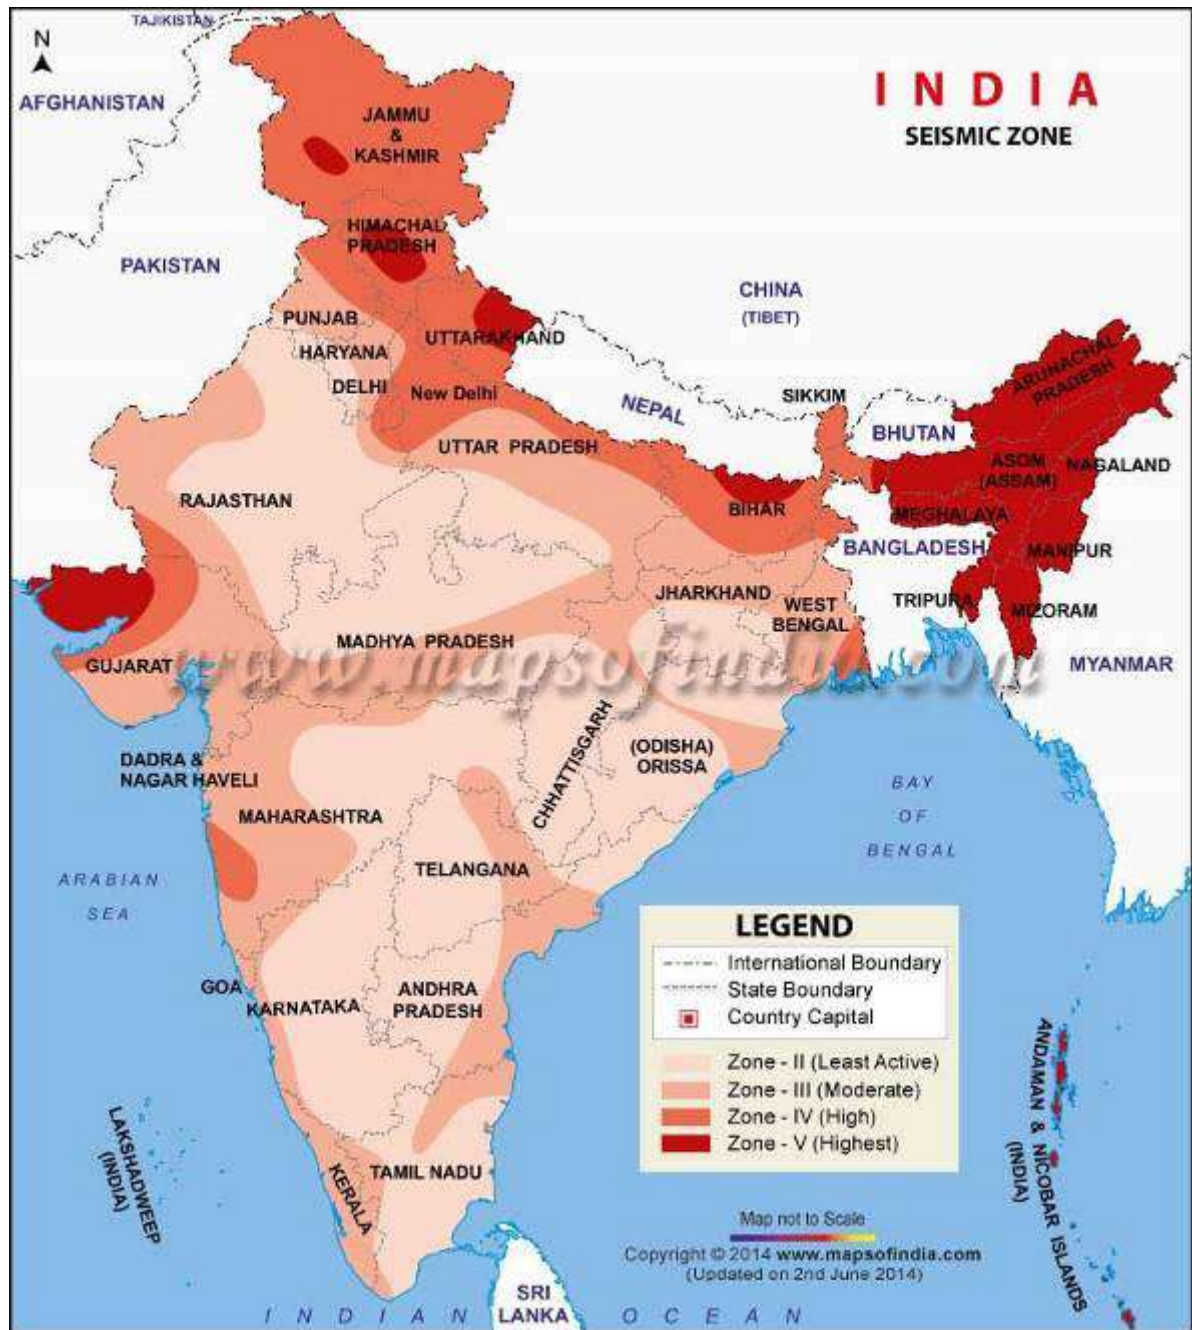 TAJIKISTAN
N
AFGHANISTAN
I N D I A
SEISMIC ZONE
JAMMU
&
KASHMIR
HIMACHAL
PRADESH
PAKISTAN
CHINA
(TIBET)
PUNJAB
UTTARAKHAND
HARYANA
DELHI
New Delhi
NEPAL
SIKKIM
ARUNACHAL
PRADESH
BHUTAN
UTTAR PRADESH
ASOM
(ASSAM)
NAGALAND
RAJASTHAN
BIHAR
MEGHALAYA
BANGLADESH
MANIPUR
JHARKHAND
WEST
BENGAL
TRIPURA
MIZORAM
MADHYA PRADESH
www.mapsofindia.com
GUJARAT
MYANMAR
CHHATTISGARH
(ODISHA)
ORISSA
DADRA &
NAGAR HAVELI
BAY
OF
BENGAL
MAHARASHTRA
TELANGANA
ARABIAN
SEA
GOA
KARNATAKA
ANDHRA
PRADESH
LEGEND
International Boundary
State Boundary
Country Capital
Zone - II (Least Active)
Zone - III (Moderate)
Zone - IV (High)
Zone - V (Highest)
ANDAMAN & NICOBAR ISLANDS
(INDIA)
LAKSHADWEEP
(INDIA)
KERALA
TAMIL NADU
Map not to Scale
Copyright © 2014 www.mapsofindia.com
(Updated on 2nd June 2014)
SRI
LANKA
I N D I A N O C E A N